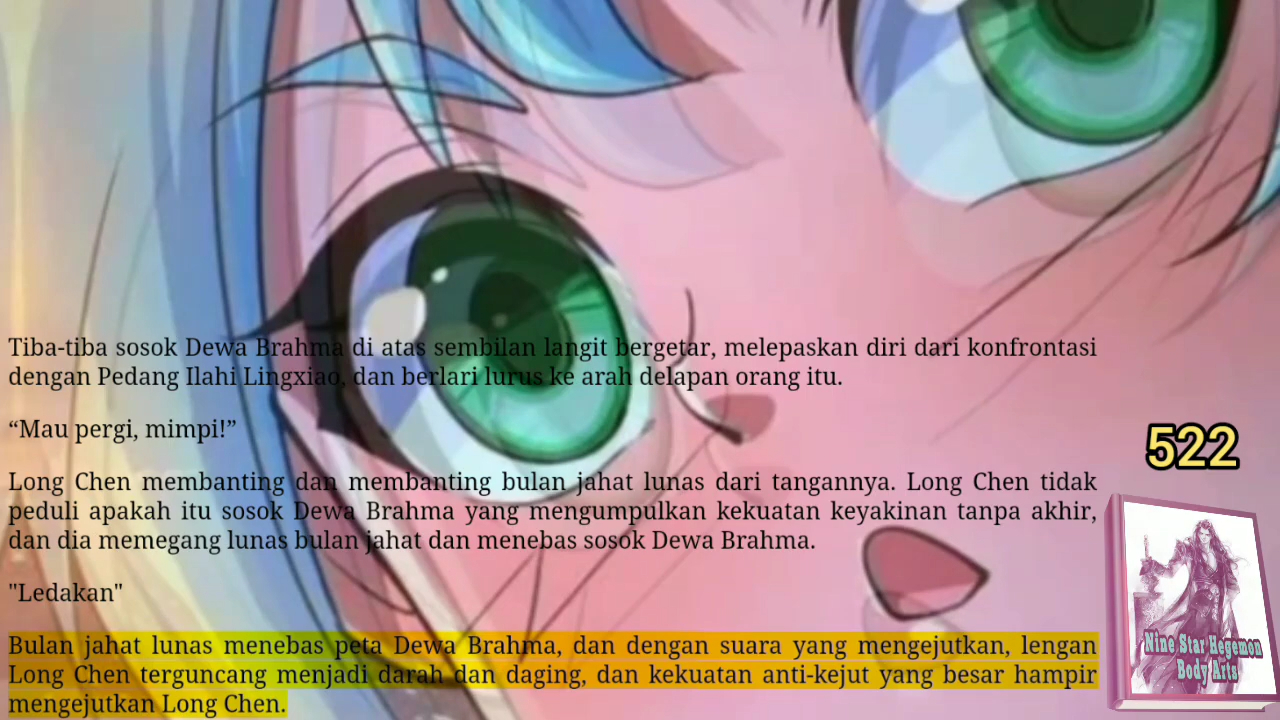 Tiba-tiba sosok Dewa Brahma di atas sembilan langit bergetar, melepaskan diri dari konfrontasi
dengan Pedang Ilahi Lingxiao, dan berlari lurus ke arah delapan orang itu.
“Mau pergi, mimpi!”
Long Chen membanting dan membanting bulan jahat lunas dari tangannya. Long Chen tidak
peduli apakah itu sosok Dewa Brahma yang mengumpulkan kekuatan keyakinan tanpa akhir,
dan dia memegang lunas bulan jahat dan menebas sosok Dewa Brahma.
"Ledakan"
Bulan jahat lunas menebas peta Dewa Brahma, dan dengan suara yang mengejutkan, lengan
Long Chen terguncang menjadi darah dan daging, dan kekuatan anti-kejut yang besar hampir
mengejutkan Long Chen.
522
Nine Star Hegemon
Body Arts